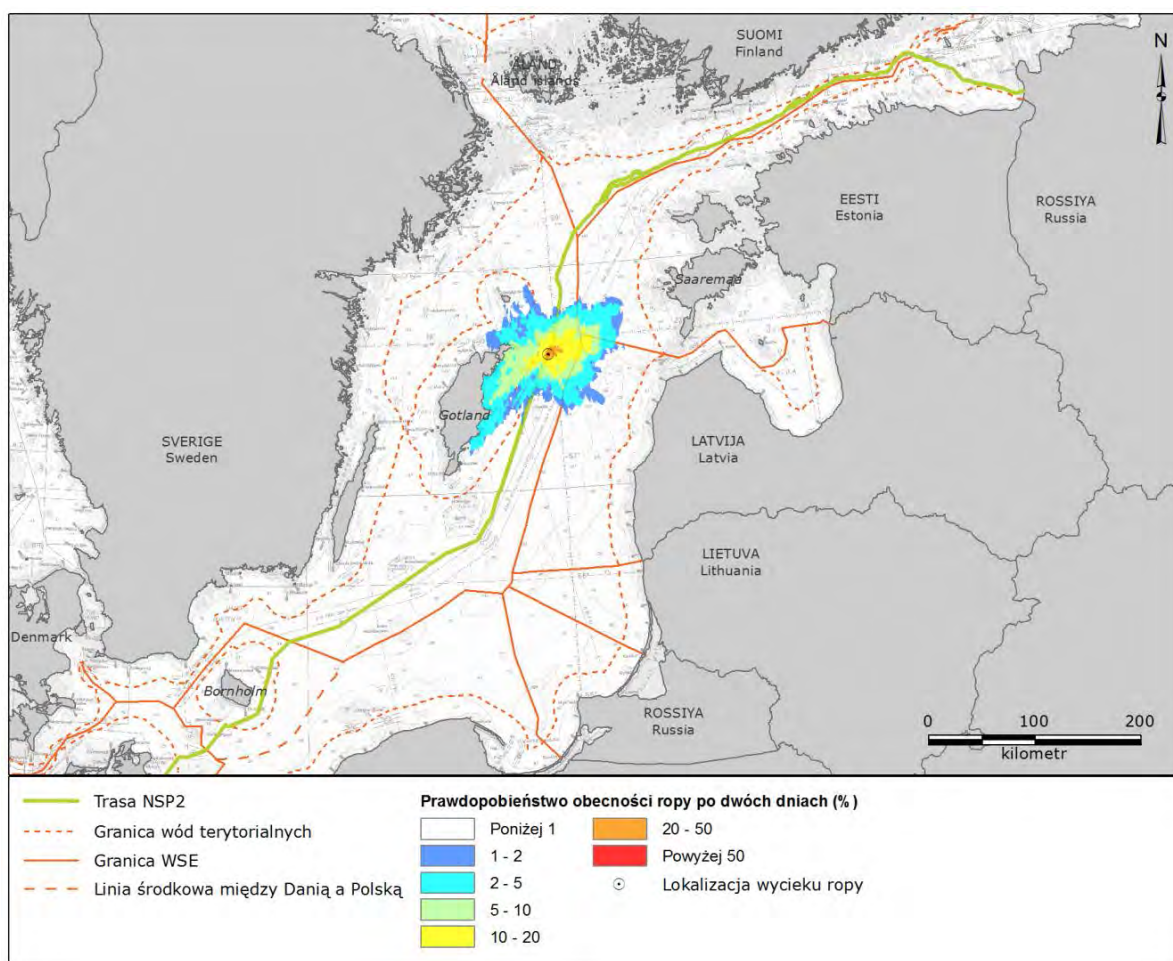 SUOMI
Finland
N
ÅLAND
Åland islands
EESTI
Estonia
ROSSIYA
Russia
Saaremaa
Gotland
SVERIGE
Sweden
LATVIJA
Latvia
LIETUVA
Lithuania
Denmark
Bornholm
ROSSIYA
Russia
0 100 200
kilometr
Trasa NSP2
Granica wód terytorialnych
Granica WSE
Linia środkowa między Danią a Polską
Prawdopobieństwo obecności ropy po dwóch dniach (%)
Poniżej 1
1 - 2
2 - 5
5 - 10
10 - 20
20 - 50
Powyżej 50
Lokalizacja wycieku ropy